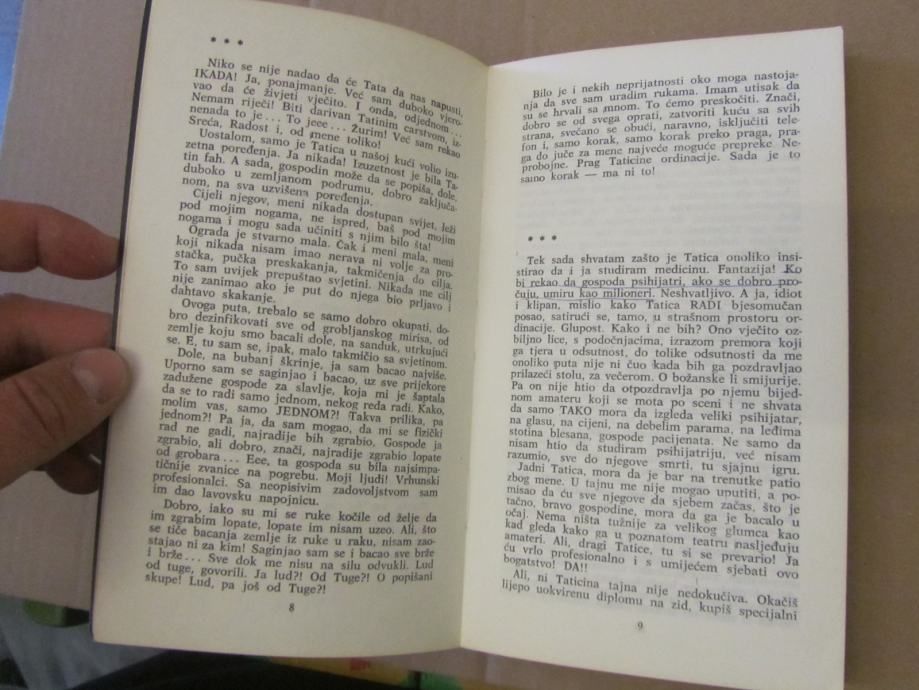 * * *
Niko se nije nadao da će Tata da nas napusti.
IKADA! Ja, ponajmanje. Već sam duboko vjero-
vao da će živjeti vječito. I onda, odjednom...
Nemam riječi! Biti darivan Tatinim carstvom, iz-
nenada to je... To jeee... Žurim! Već sam rekao
Sreća, Radost i, od mene toliko!
Uostalom, samo je Tatica u našoj kući volio izu-
zetna poređenja. Ja nikada! Izuzetnost je bila Ta-
tin fah. A sada, gospodin može da se popiša, dole,
duboko u zemljanom podrumu, dobro zaključa-
nom, na sva uzvišena poređenja.
Cijeli njegov, meni nikada dostupan svijet, leži
pod mojim nogama, ne ispred, baš pod mojim
nogama i mogu sada učiniti s njim bilo šta!
Ograda je stvarno mala. Čak i meni mala, meni
koji nikada nisam imao nerava ni volje za pro-
stačka, pučka preskakanja, takmičenja do cilja.
To sam uvijek prepuštao svjetini. Nikada me cilj
nije zanimao ako je put do njega bio prljavo i
dahtavo skakanje.
Ovoga puta, trebalo se samo dobro okupati, do-
bro dezinfikovati sve od grobljanskog mirisa, od
zemlje koju smo bacali dole, na sanduk, utrkujući
se. E, tu sam se, ipak, malo takmičio sa svjetinom.
Dole, na bubanj škrinje, ja sam bacao najviše.
Uporno sam se saginjao i bacao, uz sve prijekore
zadužene gospode za slavlje, koja mi je šaptala
da se to radi samo jednom, nekog reda radi. Kako,
molim vas, samo JEDNOM?! Takva prilika, pa
jednom?! Pa ja, da sam mogao, da mi se fizički
rad ne gadi, najradije bih zgrabio, Gospode ja
zgrabio, ali dobro, znači, najradije zgrabio lopate
od grobara... Eee, ta gospoda su bila najsimpa-
tičnije zvanice na pogrebu. Moji ljudi! Vrhunski
profesionalci. Sa neopisivim zadovoljstvom sam
im dao lavovsku napojnicu.
Dobro, iako su mi se ruke kočile od želje da
im zgrabim lopate, lopate im nisam uzeo. Ali, što
se tiče bacanja zemlje iz ruke u raku, nisam zao-
stajao ni za kim! Saginjao sam se i bacao sve brže
i brže... Sve dok me nisu na silu odvukli. Lud
od tuge, govorili. Ja lud?! Od Tuge?! O popišani
skupe! Lud, pa još od Tuge?!
8
Bilo je i nekih neprijatnosti oko moga nastoja-
nja da sve sam uradim rukama. Imam utisak da
su se hrvali sa mnom. To ćemo preskočiti. Znači,
dobro se od svega oprati, zatvoriti kuću sa svih
strana, svečano se obući, naravno, isključiti tele-
fon i, samo korak, samo korak preko praga, pra-
ga do juče za mene najveće moguće prepreke. Ne-
probojne. Prag Taticine ordinacije. Sada je to
samo korak — ma ni to!
* * *
Tek sada shvatam zašto je Tatica onoliko insi-
stirao da i ja studiram medicinu. Fantazija! Ko
bi rekao da gospoda psihijatri, ako se dobro pro-
čuju, umiru kao milioneri. Neshvatljivo. A ja, idiot
i klipan, mislio kako Tatica RADI bjesomučan
posao, satirući se, tamo, u strašnom prostoru or-
dinacije. Glupost. Kako i ne bih? Ono vječito oz-
biljno lice, s podočnjacima, izrazom premora koji
ga tjera u odsutnost, do tolike odsutnosti da me
onoliko puta nije ni čuo kada bih ga pozdravljao
prilazeći stolu, za večerom. O božanske li smijurije.
Pa on nije htio da otpozdravlja po njemu bijed-
nom amateru koji se mota po sceni i ne shvata
da samo TAKO mora da izgleda veliki psihijatar,
na glasu, na cijeni, na debelim parama, na leđima
stotina blesana, gospode pacijenata. Ne samo da
nisam htio da studiram psihijatriju, već nisam
razumio, sve do njegove smrti, tu sjajnu igru.
Jadni Tatica, mora da je bar na trenutke patio
zbog mene. U tajnu me nije mogao uputiti, a po-
misao da ću sve njegove da sjebem začas, što je
tačno, bravo gospodine, mora da ga je bacalo u
očaj. Nema ništa tužnije za velikog glumca kao
kad gleda kako ga u poznatom teatru nasljeđuju
amateri. Ali, dragi Tatice, tu si se prevario! Ja
ću vrlo profesionalno i s umijećem sjebati ovo
bogatstvo! DA!!
Ali, ni Taticina tajna nije nedokučiva. Okačiš
lijepo uokvirenu diplomu na zid, kupiš specijalni
9